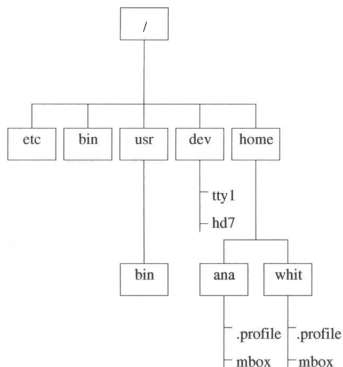 /
etc bin usr dev home
tty1
hd7
bin ana whit
.profile .profile
mbox mbox